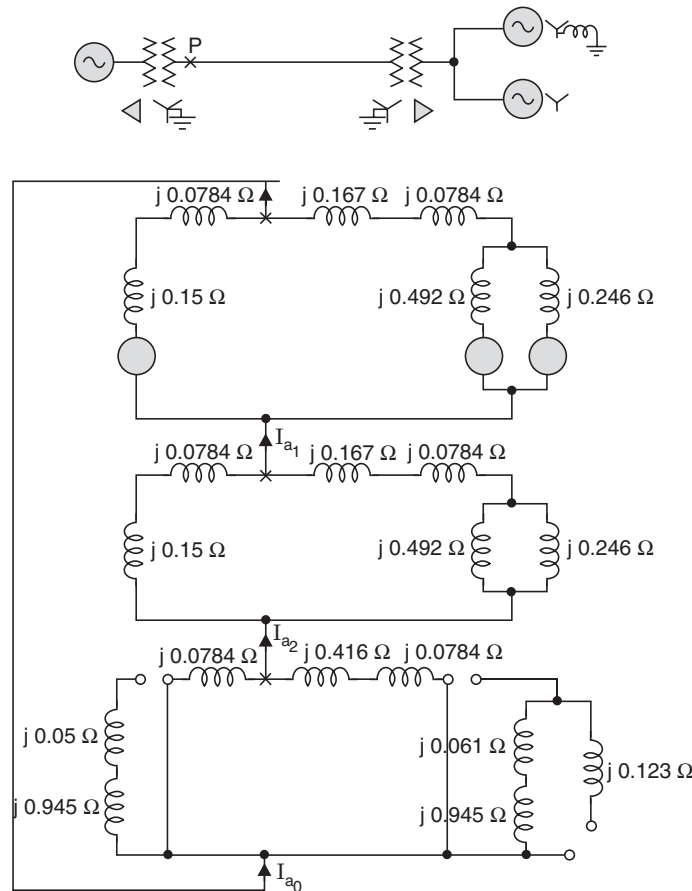 P
j 0.0784 Ω j 0.167 Ω j 0.0784 Ω
j 0.15 Ω j 0.492 Ω j 0.246 Ω
Ia1
j 0.0784 Ω j 0.167 Ω j 0.0784 Ω
j 0.15 Ω j 0.492 Ω j 0.246 Ω
Ia2
j 0.0784 Ω j 0.416 Ω j 0.0784 Ω
j 0.05 Ω j 0.061 Ω
j 0.123 Ω
j 0.945 Ω j 0.945 Ω
Ia0